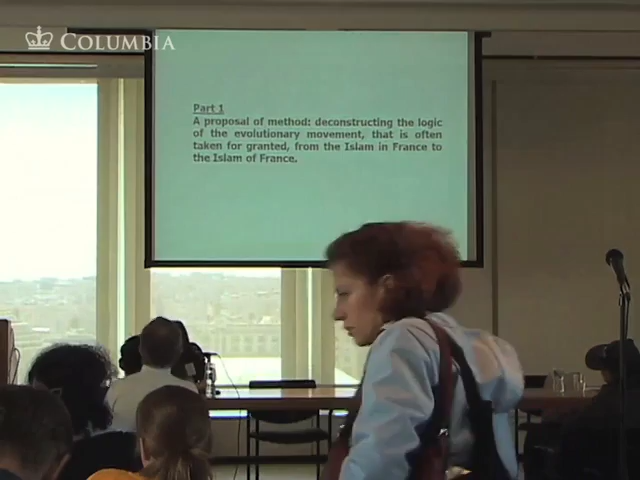 COLUMBIA
Part 1
A proposal of method: deconstructing the logic
of the evolutionary movement, that is often
taken for granted, from the Islam in France to
the Islam of France.